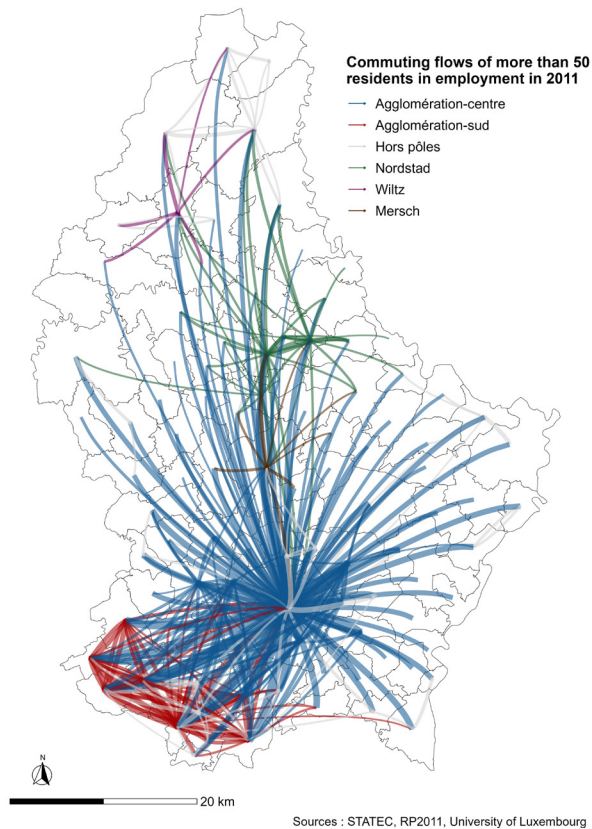 Commuting flows of more than 50
residents in employment in 2011
Agglomération-centre
Agglomération-sud
Hors pôles
Nordstad
Wiltz
Mersch
N
20 km
Sources : STATEC, RP2011, University of Luxembourg